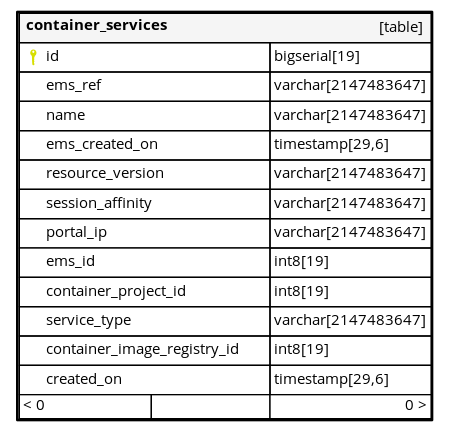 container_services [table]
id bigserial[19]
ems_ref varchar[2147483647]
name varchar[2147483647]
ems_created_on timestamp[29,6]
resource_version varchar[2147483647]
session_affinity varchar[2147483647]
portal_ip varchar[2147483647]
ems_id int8[19]
container_project_id int8[19]
service_type varchar[2147483647]
container_image_registry_id int8[19]
created_on timestamp[29,6]
< 0 0 >